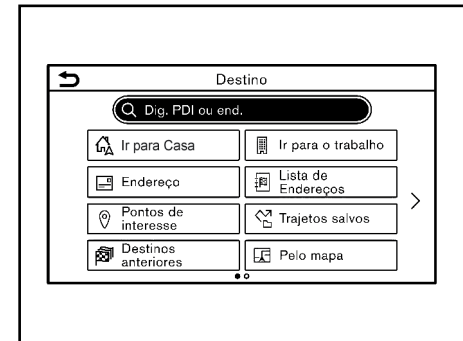 Destino
Dig. PDI ou end.
Ir para Casa
Ir para o trabalho
Endereço
Lista de
Endereços
Pontos de
interesse
Trajetos salvos
Destinos
anteriores
Pelo mapa